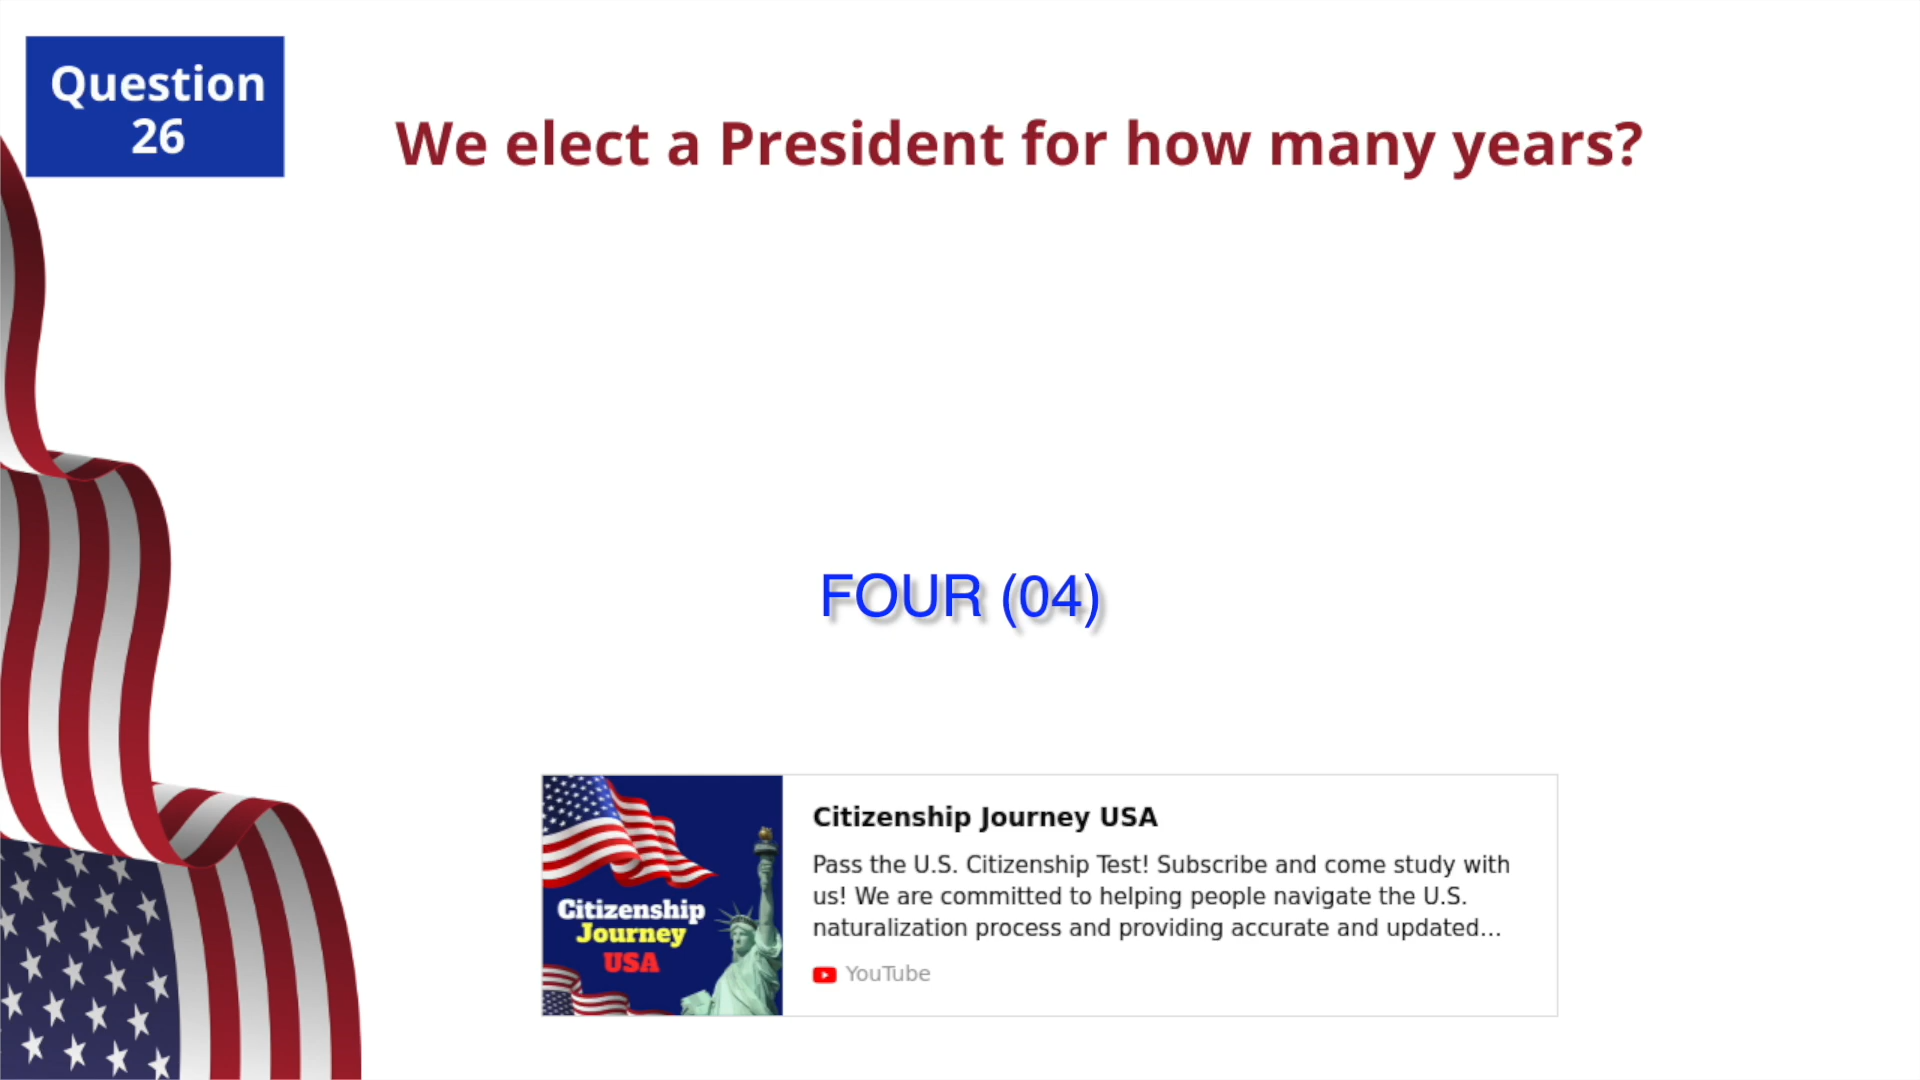 Question
26
We elect a President for how many years?
FOUR (04)
Citizenship
Journey
USA
Citizenship Journey USA
Pass the U.S. Citizenship Test! Subscribe and come study with
us! We are committed to helping people navigate the U.S.
naturalization process and providing accurate and updated...
YouTube